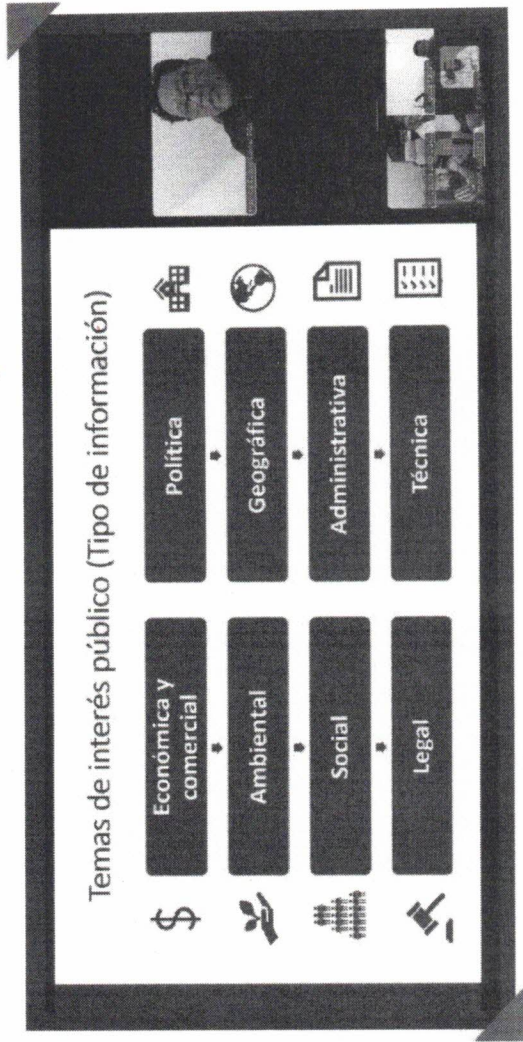 Temas de interés público (Tipo de información)
$
Económica y
comercial
Ambiental
Social
Legal
Política
Geográfica
Administrativa
Técnica